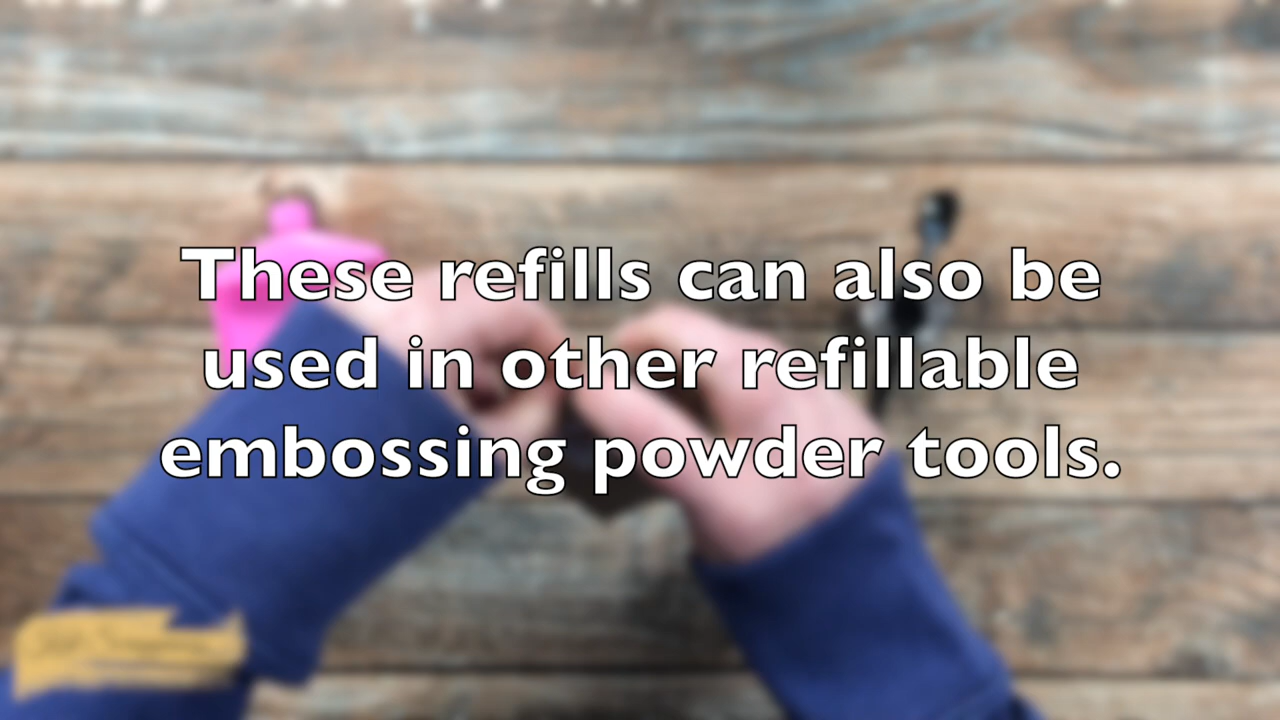 These refills can also be
used in other refillable
embossing powder tools.